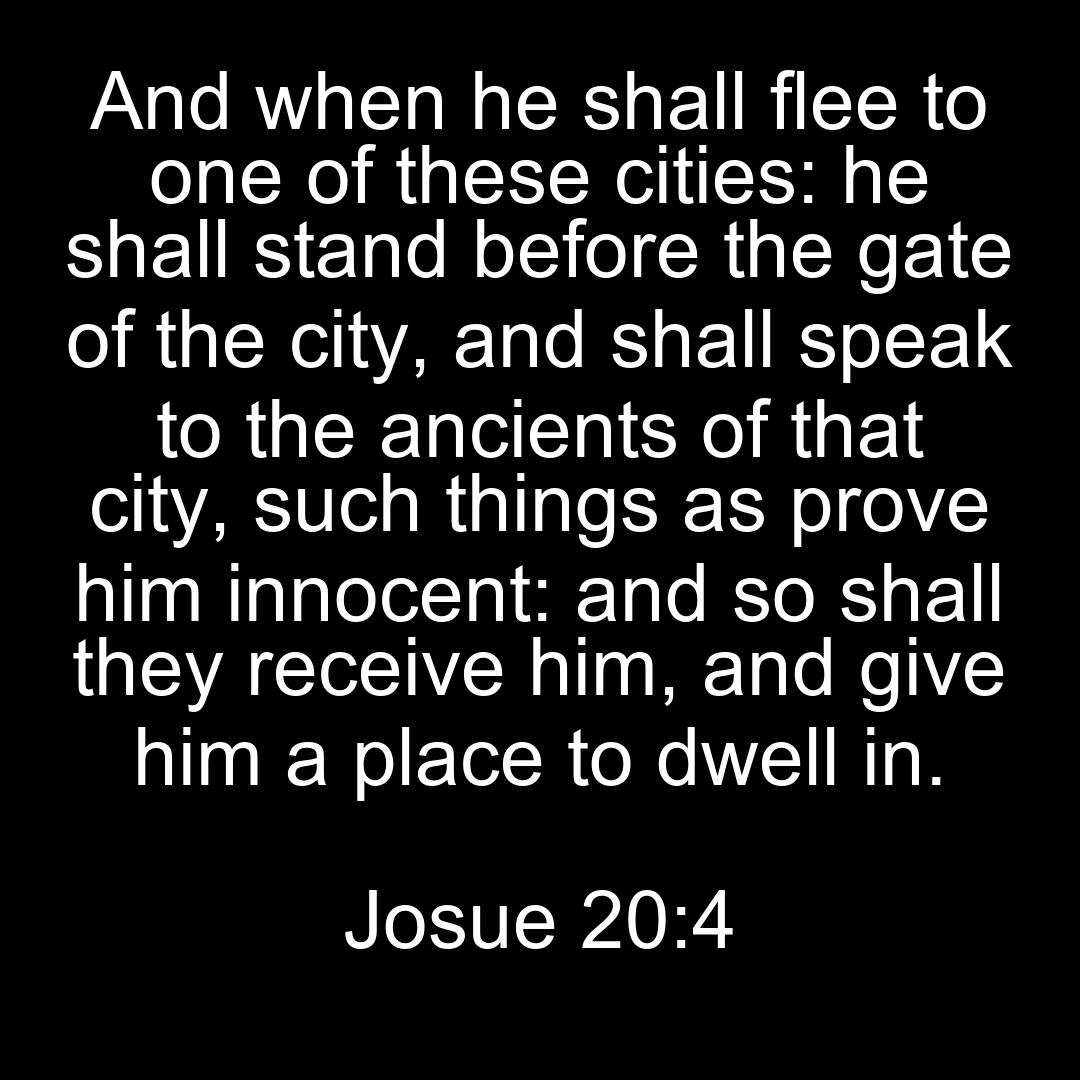 And when he shall flee to
one of these cities: he
shall stand before the gate
of the city, and shall speak
to the ancients of that
city, such things as prove
him innocent: and so shall
they receive him, and give
him a place to dwell in.
Josue 20:4